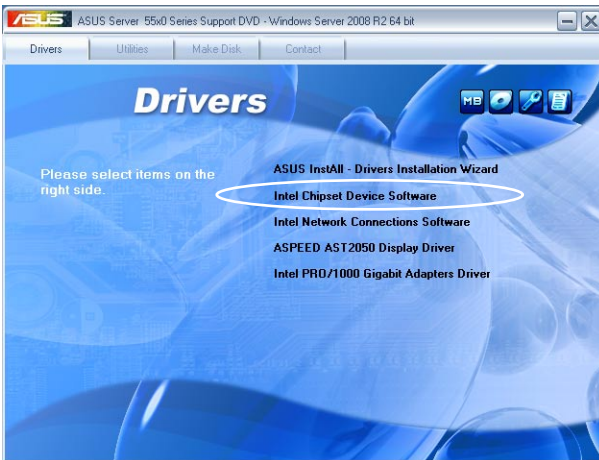 ASUS ASUS Server 55x0 Series Support DVD - Windows Server 2008 R2 64 bit
Drivers Utilities Make Disk Contact
Drivers
MB
Please select items on the
right side.
ASUS InstAll - Drivers Installation Wizard
Intel Chipset Device Software
Intel Network Connections Software
ASPEED AST2050 Display Driver
Intel PRO/1000 Gigabit Adapters Driver